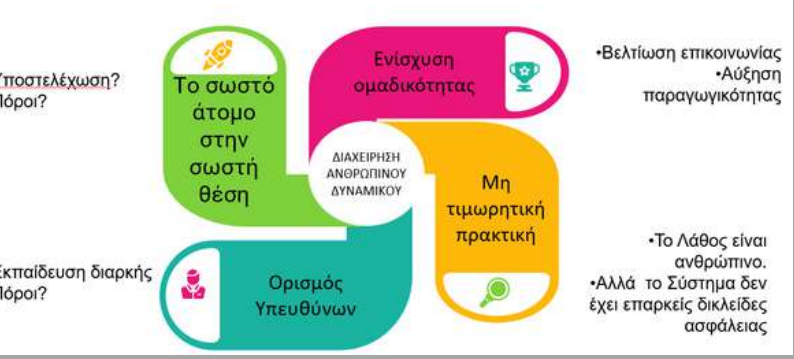 Υποστελέχωση?
Πόροι?
Το σωστό
άτομο
στην
σωστή
θέση
Ενίσχυση
ομαδικότητας
•Βελτίωση επικοινωνίας
•Αύξηση
παραγωγικότητας
ΔΙΑΧΕΙΡΗΣΗ
ΑΝΘΡΩΠΙΝΟΥ
ΔΥΝΑΜΙΚΟΥ
Μη
τιμωρητική
πρακτική
•Το Λάθος είναι
ανθρώπινο.
•Αλλά το Σύστημα δεν
έχει επαρκείς δικλείδες
ασφάλειας
Εκπαίδευση διαρκής
Πόροι?
Ορισμός
Υπευθύνων